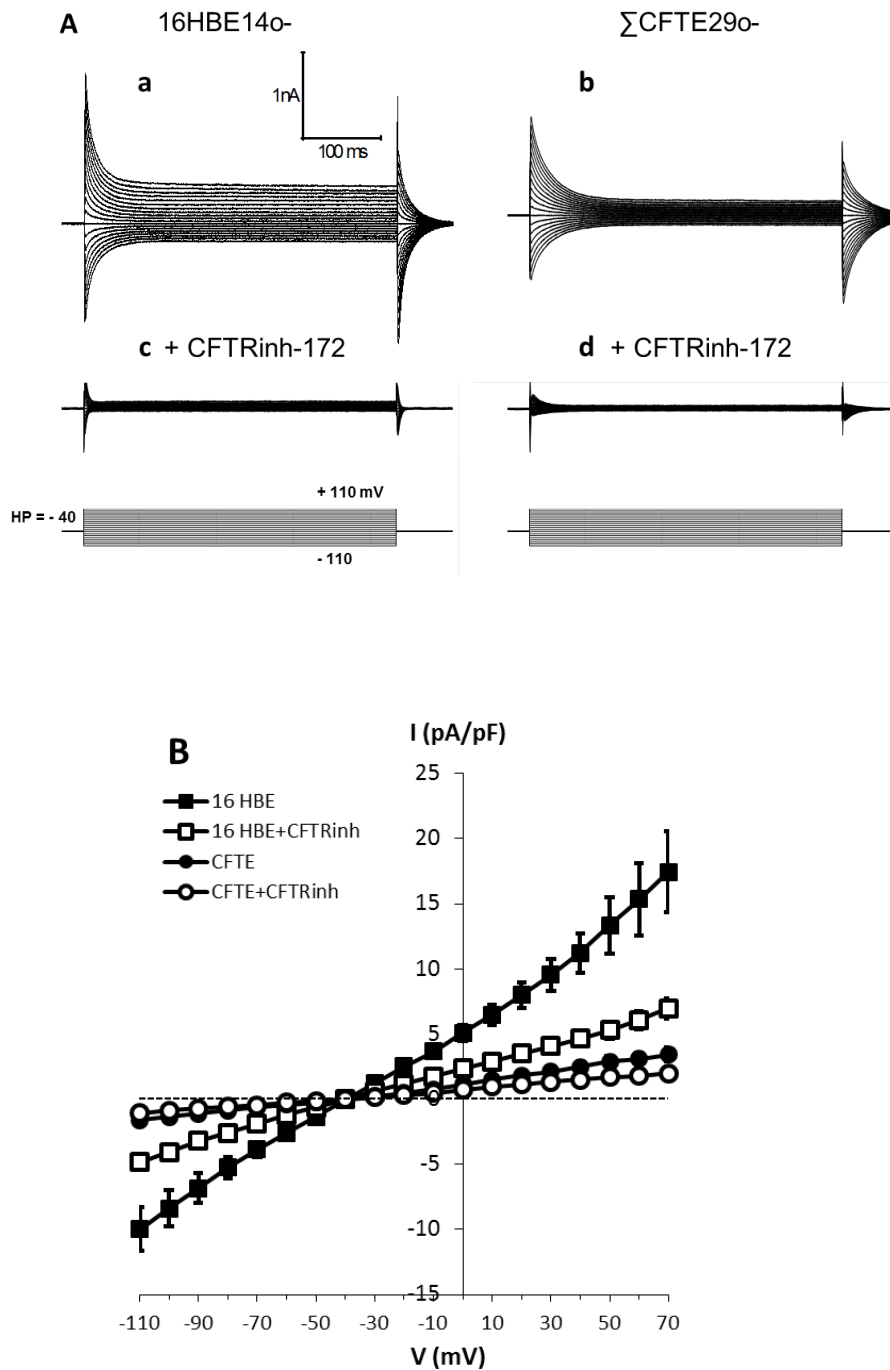 A
16HBE14o-
∑CFTE29o-
a
b
1nA
100 ms
c + CFTRinh-172
d + CFTRinh-172
+ 110 mV
HP = - 40
- 110
B
I (pA/pF)
16 HBE
16 HBE+CFTRinh
CFTE
CFTE+CFTRinh
25
20
15
10
5
0
-5
-10
-15
-110 -90 -70 -50 -30 -10 10 30 50 70
V (mV)